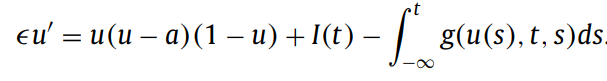 ϵu′ = u(u − a)(1 − u) + I(t) − ∫_{−∞}^{t} g(u(s), t, s)ds.